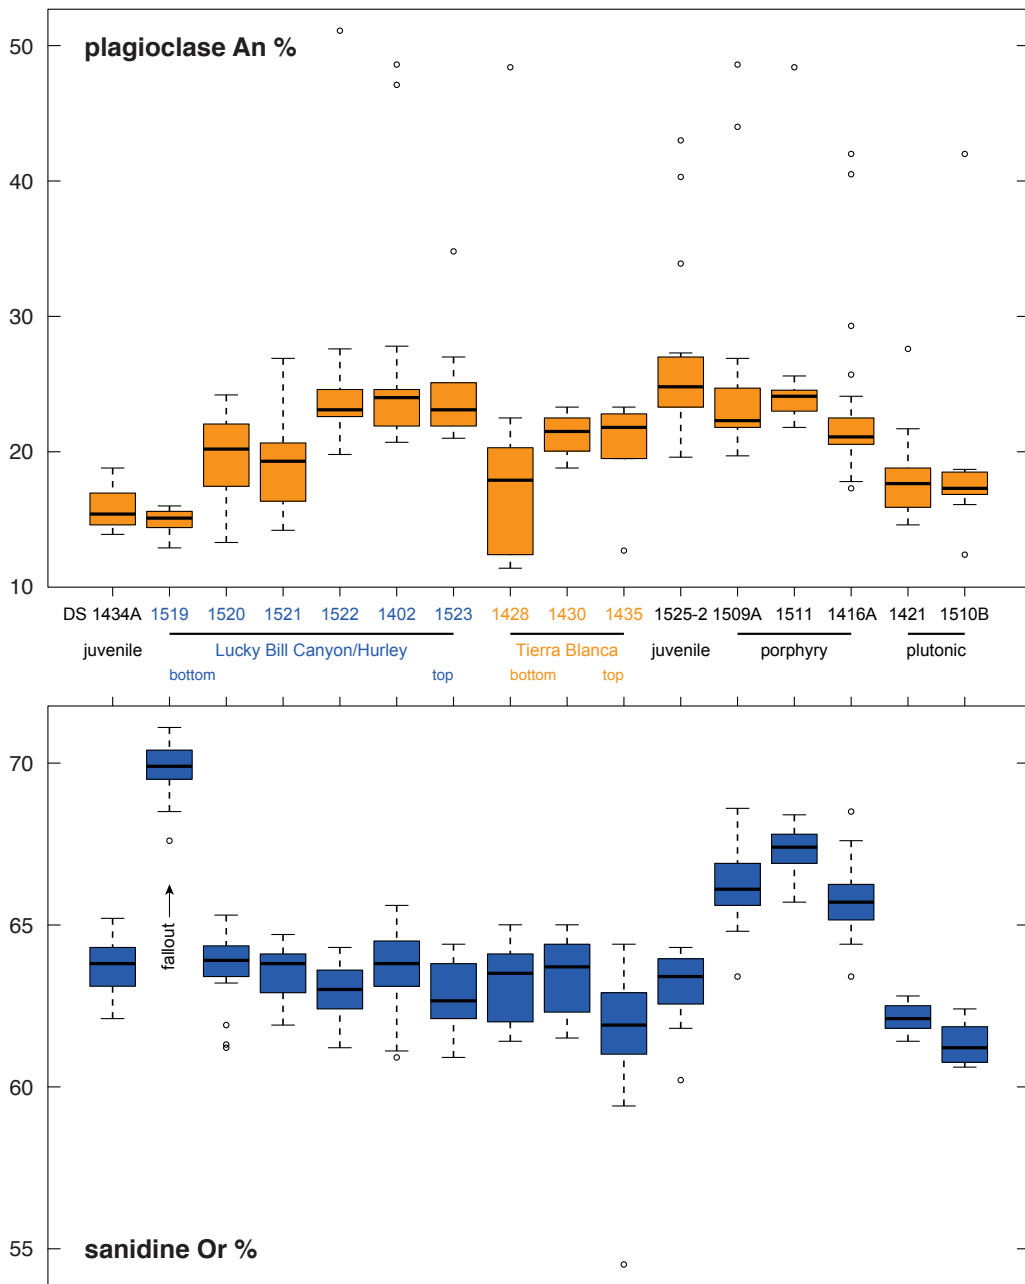 plagioclase An %
50
40
30
20
10
DS 1434A 1519 1520 1521 1522 1402 1523 1428 1430 1435 1525-2 1509A 1511 1416A 1421 1510B
juvenile Lucky Bill Canyon/Hurley Tierra Blanca juvenile porphyry plutonic
bottom top bottom top
70
65
fallout
60
55
sanidine Or %